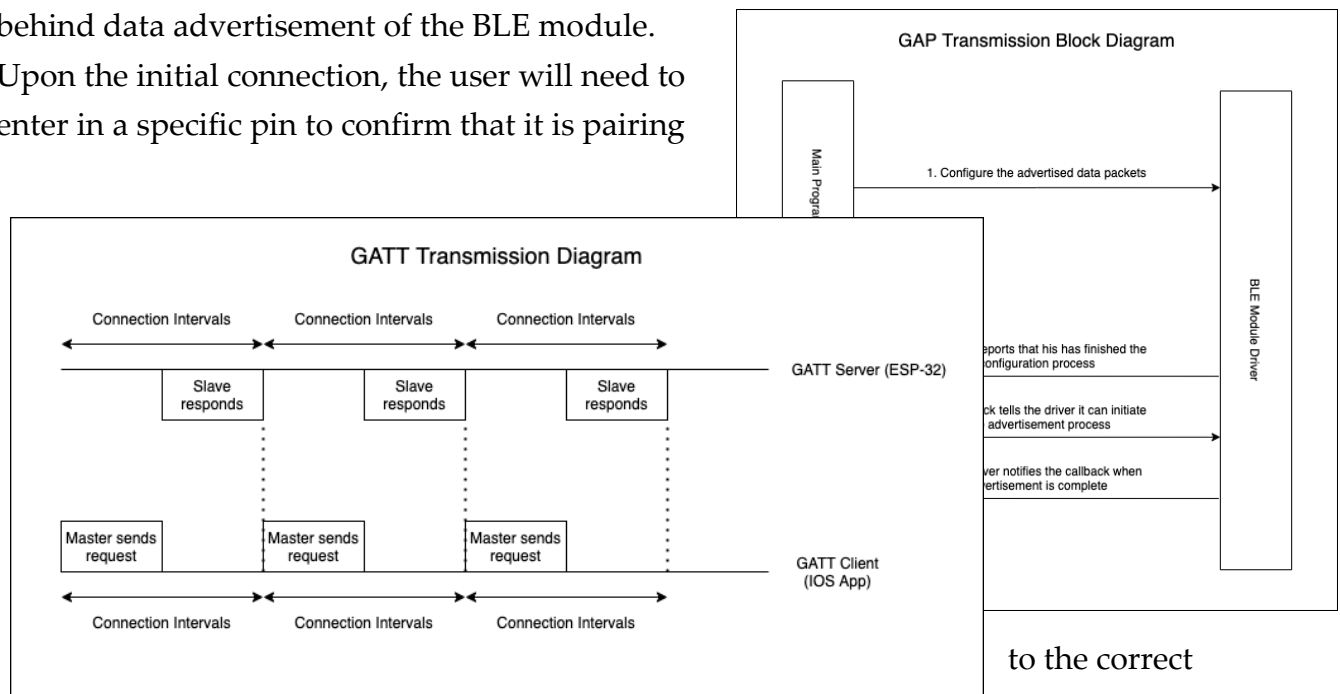 behind data advertisement of the BLE module.
Upon the initial connection, the user will need to
enter in a specific pin to confirm that it is pairing
GAP Transmission Block Diagram
Main
1. Configure the advertised data packets
BLE Module Driver
that his has finished the
process
tells the driver it can initiate
advertisement process
notifies the callback when
is complete
GATT Transmission Diagram
Connection Intervals
Connection Intervals
Connection Intervals
GATT Server (ESP-32)
Slave
responds
Slave
responds
Slave
responds
Master sends
request
Master sends
request
Master sends
request
GATT Client
(IOS App)
Connection Intervals
Connection Intervals
Connection Intervals
to the correct